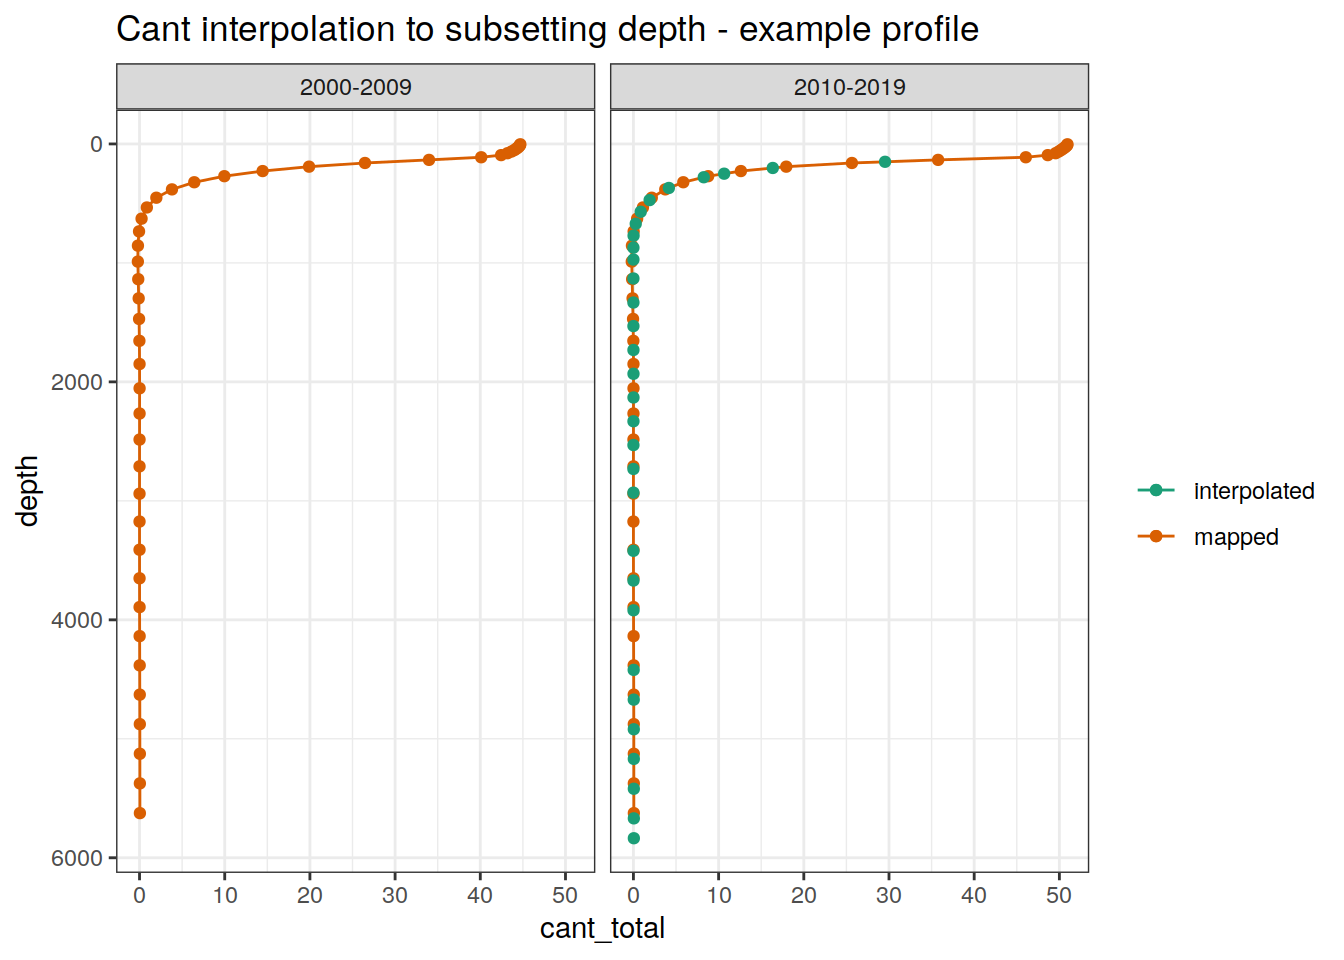 Cant interpolation to subsetting depth - example profile
2000-2009
2010-2019
0
2000
4000
6000
depth
0 10 20 30 40 50
0 10 20 30 40 50
cant_total
interpolated
mapped